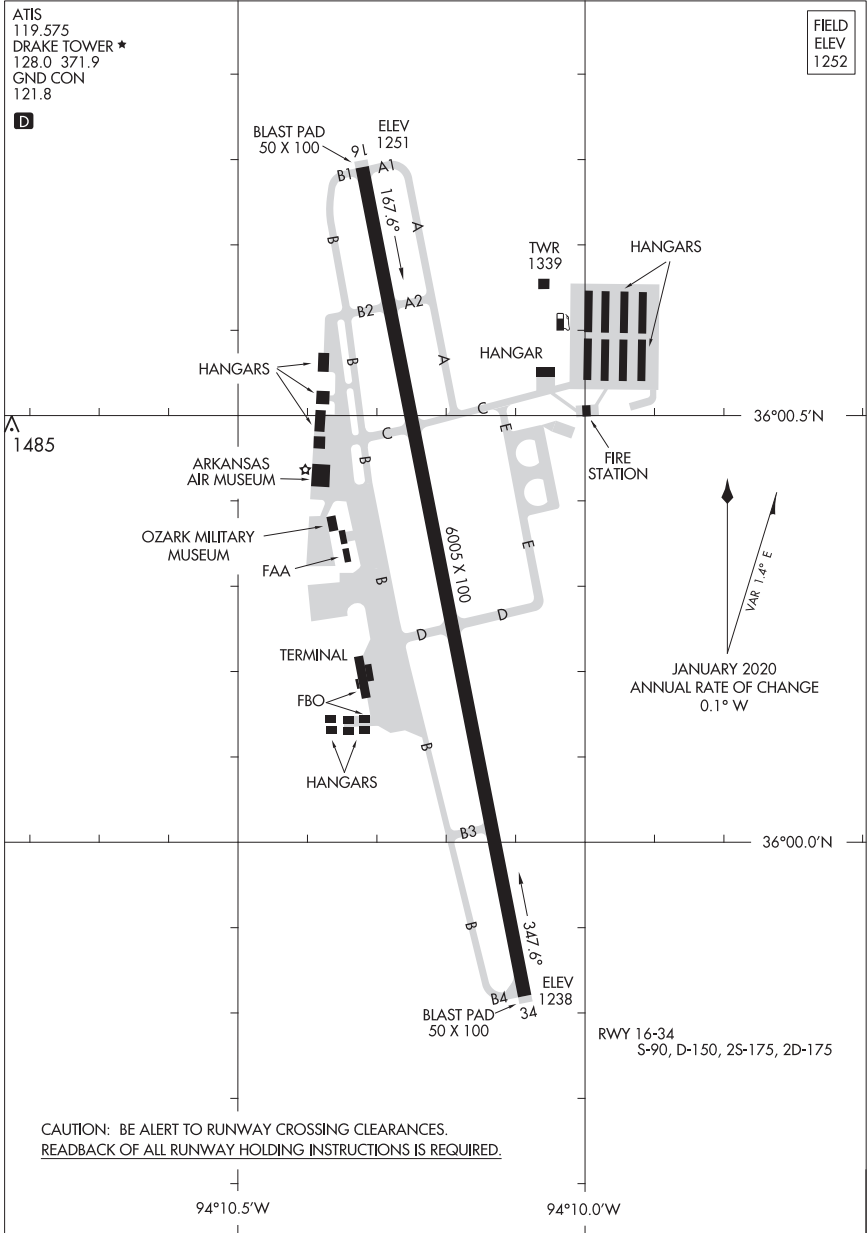 ATIS
119.575
DRAKE TOWER ★
128.0 371.9
GND CON
121.8
D
FIELD
ELEV
1252
BLAST PAD
50 X 100
ELEV
1251
16
B1
A1
167.6°
A
B
TWR
1339
HANGARS
B2
A2
B
A
HANGAR
HANGARS
C
C
E
36°00.5'N
1485
B
FIRE
STATION
ARKANSAS
AIR MUSEUM
OZARK MILITARY
MUSEUM
FAA
6005 X 100
E
B
VAR 1.4° E
D
D
TERMINAL
JANUARY 2020
ANNUAL RATE OF CHANGE
0.1° W
FBO
B
HANGARS
B3
36°00.0'N
B
347.6°
ELEV
1238
B4
34
BLAST PAD
50 X 100
RWY 16-34
S-90, D-150, 2S-175, 2D-175
CAUTION: BE ALERT TO RUNWAY CROSSING CLEARANCES.
READBACK OF ALL RUNWAY HOLDING INSTRUCTIONS IS REQUIRED.
94°10.5'W
94°10.0'W